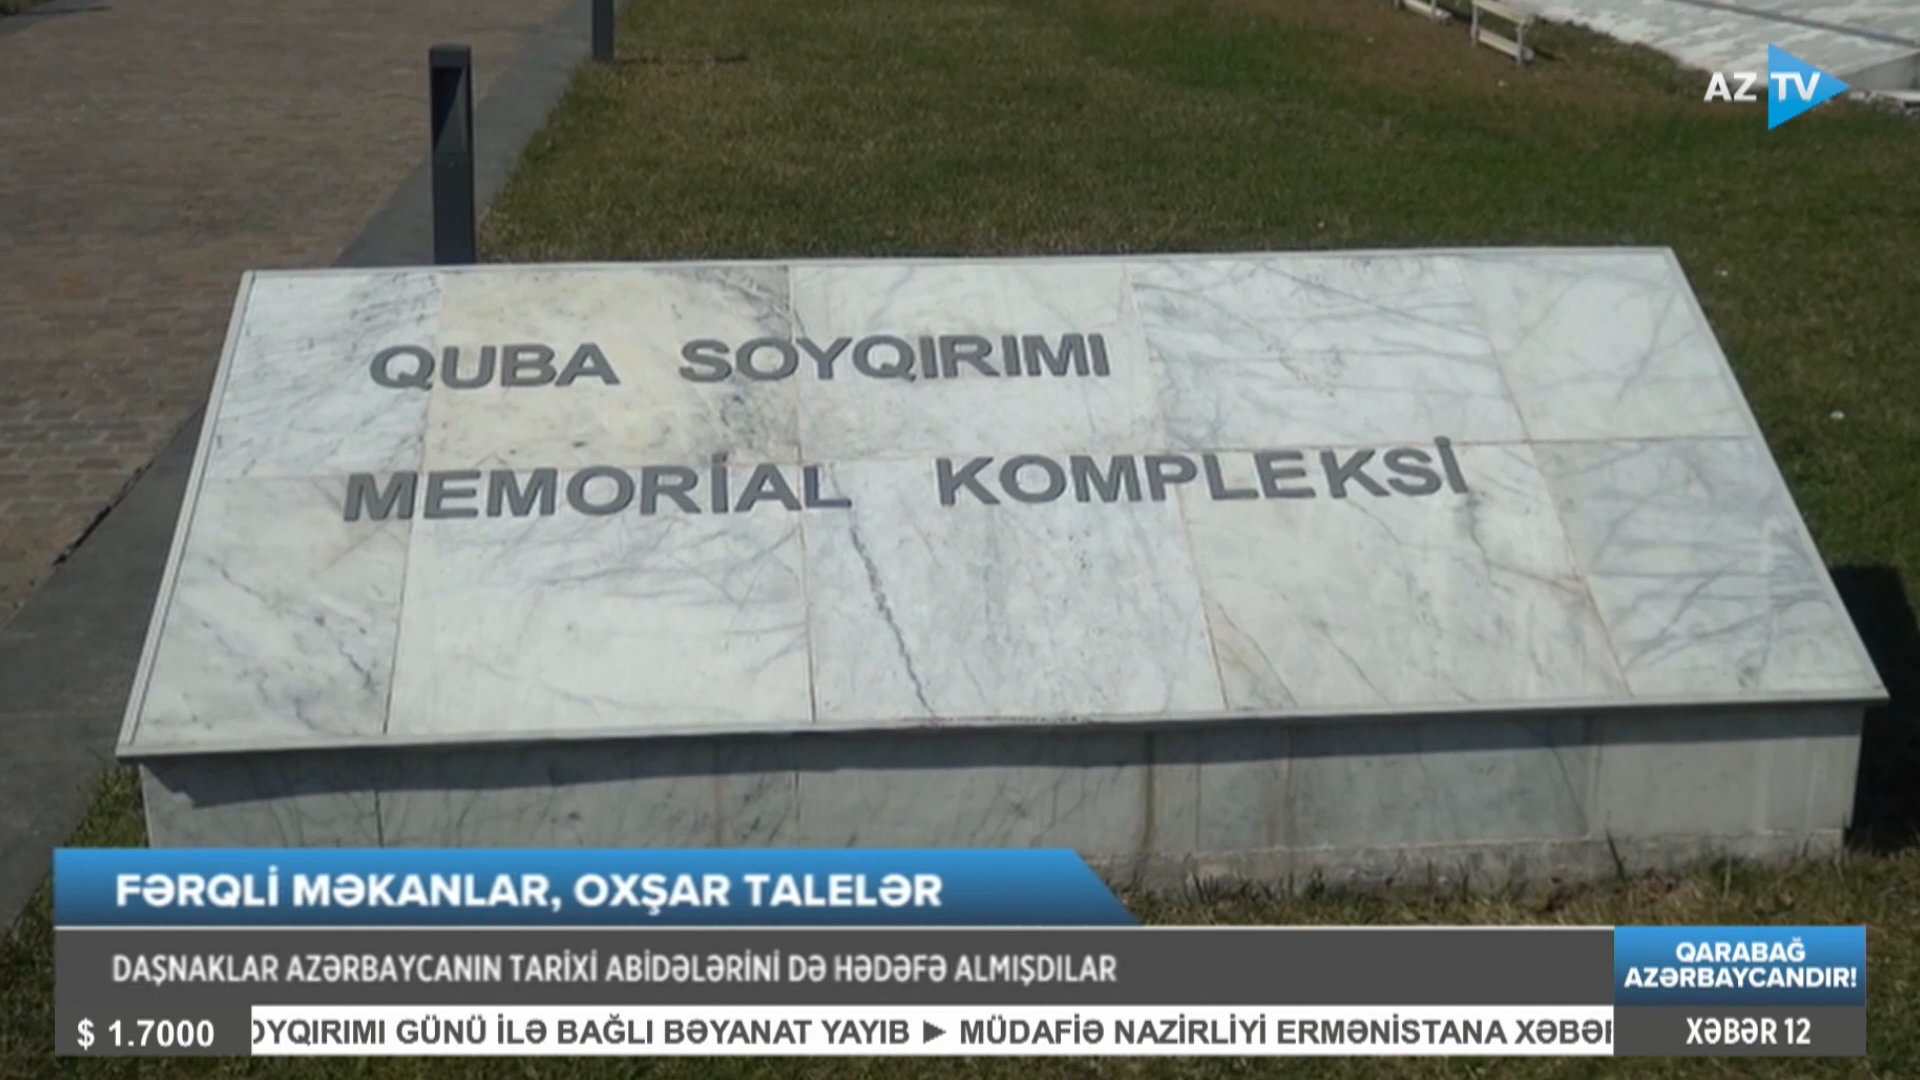 AZ TV
QUBA SOYQIRIMI
MEMORİAL KOMPLEKSİ
FƏRQLİ MƏKANLAR, OXŞAR TALELƏR
DAŞNAKLAR AZƏRBAYCANIN TARİXİ ABİDƏLƏRİNİ DƏ HƏDƏFƏ ALMIŞDILAR
QARABAĞ
AZƏRBAYCANDIR!
$ 1.7000
OYQIRIMI GÜNÜ İLƏ BAĞLI BƏYANAT YAYIB ► MÜDAFİƏ NAZİRLİYİ ERMƏNİSTANA XƏBƏR
XƏBƏR 12